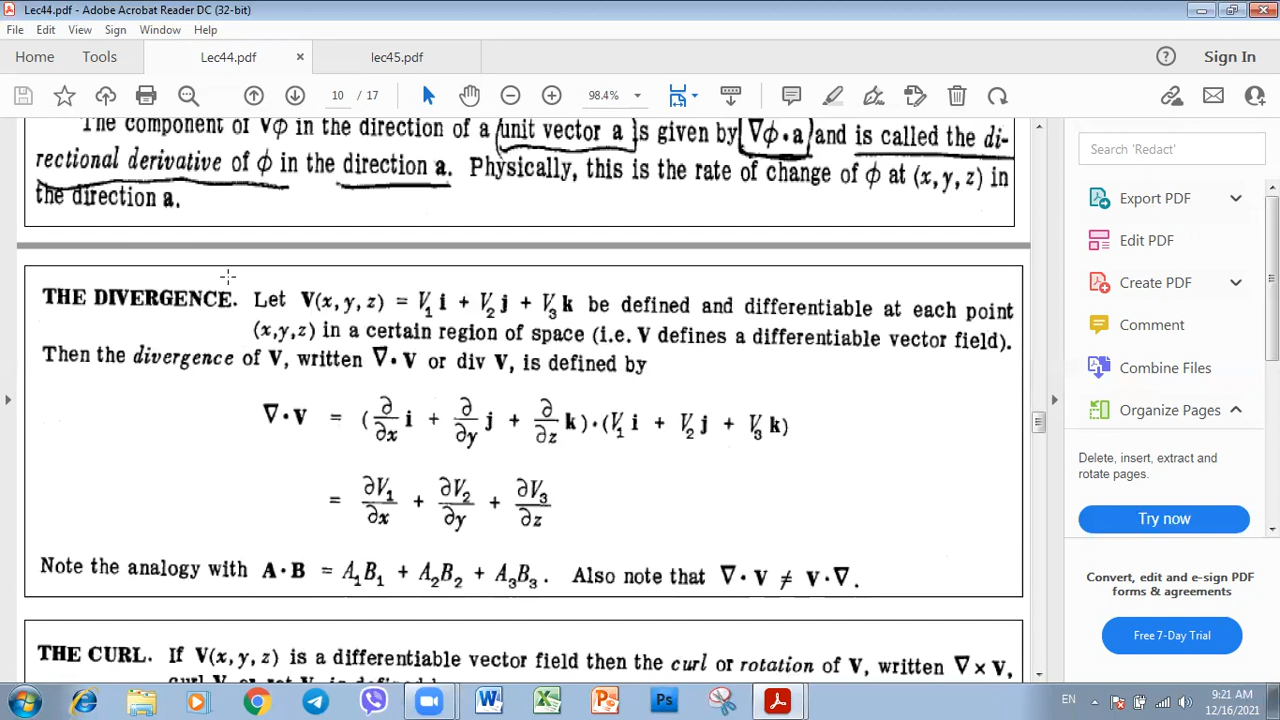 Lec44.pdf - Adobe Acrobat Reader DC (32-bit)
File Edit View Sign Window Help
Home Tools Lec44.pdf × lec45.pdf ? Sign In
10 / 17 98.4%
The component of ∇ϕ in the direction of a unit vector a is given by ∇ϕ·a and is called the di-
rectional derivative of ϕ in the direction a. Physically, this is the rate of change of ϕ at (x,y,z) in
the direction a.
THE DIVERGENCE. Let V(x,y,z) = V₁i + V₂j + V₃k be defined and differentiable at each point
(x,y,z) in a certain region of space (i.e. V defines a differentiable vector field).
Then the divergence of V, written ∇·V or div V, is defined by
∇·V = (∂/∂x i + ∂/∂y j + ∂/∂z k)·(V₁i + V₂j + V₃k)
= ∂V₁/∂x + ∂V₂/∂y + ∂V₃/∂z
Note the analogy with A·B = A₁B₁ + A₂B₂ + A₃B₃. Also note that ∇·V ≠ V·∇.
THE CURL. If V(x,y,z) is a differentiable vector field then the curl or rotation of V, written ∇×V,
Search 'Redact'
Export PDF
Edit PDF
Create PDF
Comment
Combine Files
Organize Pages
Delete, insert, extract and
rotate pages.
Try now
Convert, edit and e-sign PDF
forms & agreements
Free 7-Day Trial
EN
9:21 AM
12/16/2021